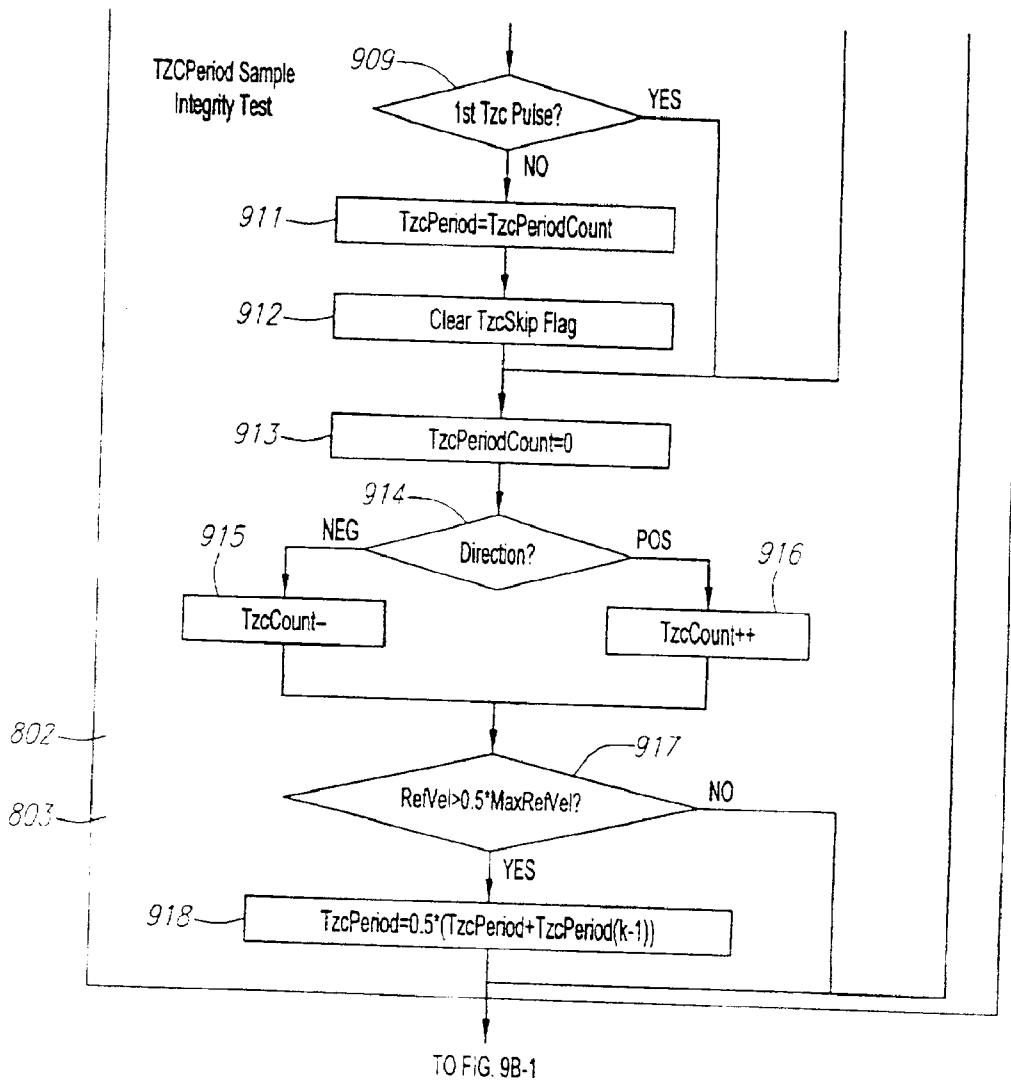 909
TZCPeriod Sample
Integrity Test
1st Tzc Pulse?
YES
NO
911
TzcPeriod=TzcPeriodCount
912
Clear TzcSkip Flag
913
TzcPeriodCount=0
914
NEG
Direction?
POS
915
916
TzcCount–
TzcCount++
802
917
RefVel>0.5*MaxRefVel?
NO
803
YES
918
TzcPeriod=0.5*(TzcPeriod+TzcPeriod(k-1))
TO FIG. 9B-1